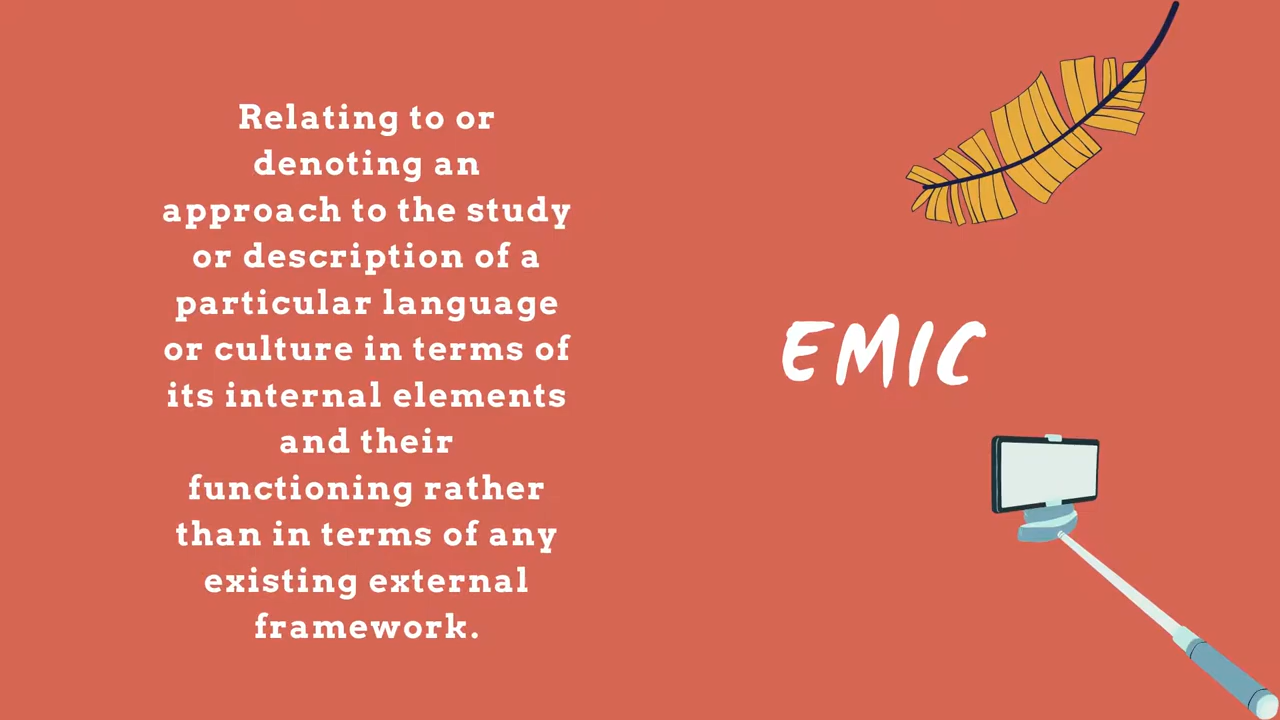 Relating to or
denoting an
approach to the study
or description of a
particular language
or culture in terms of
its internal elements
and their
functioning rather
than in terms of any
existing external
framework.
EMIC